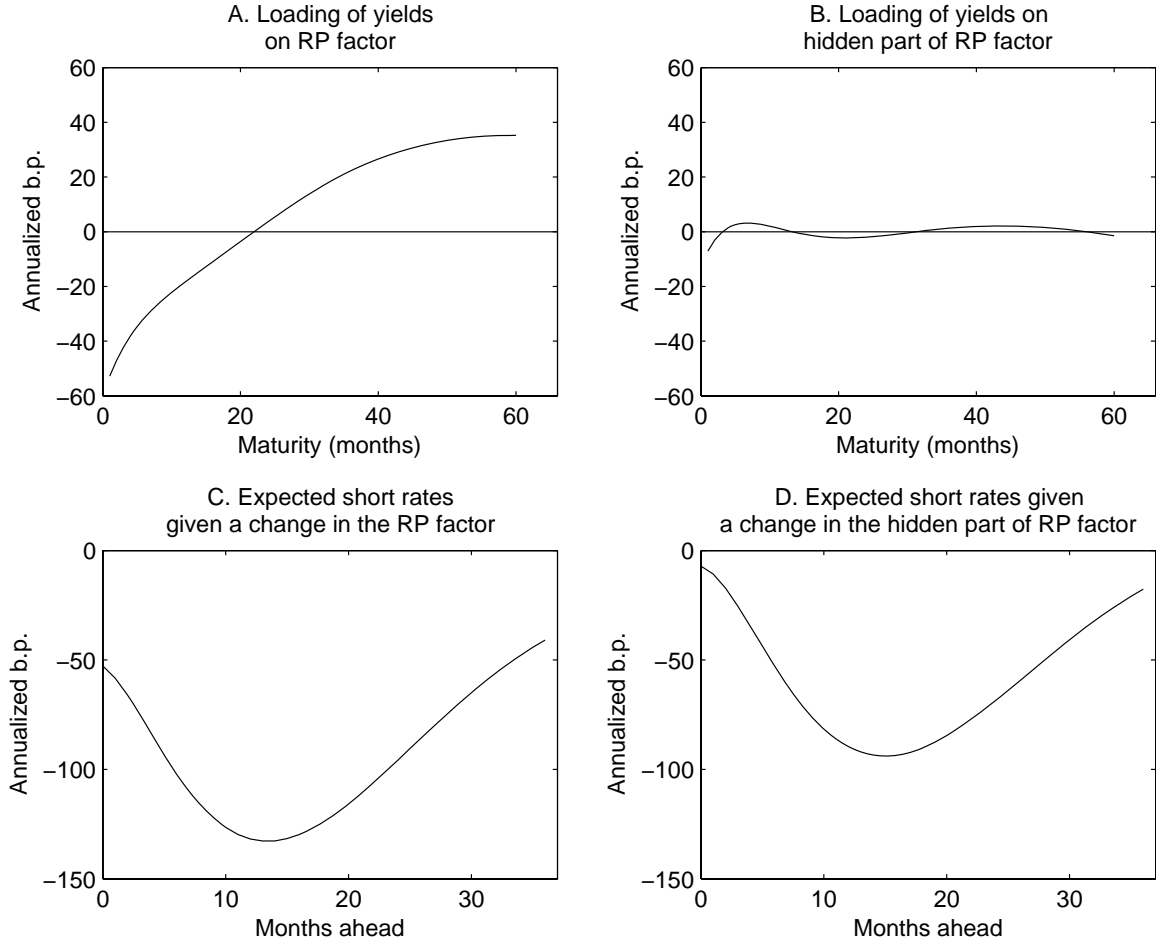 A. Loading of yields
on RP factor
60
40
20
0
−20
−40
−60
Annualized b.p.
0 20 40 60
Maturity (months)
B. Loading of yields on
hidden part of RP factor
60
40
20
0
−20
−40
−60
Annualized b.p.
0 20 40 60
Maturity (months)
C. Expected short rates
given a change in the RP factor
0
−50
−100
−150
Annualized b.p.
0 10 20 30
Months ahead
D. Expected short rates given
a change in the hidden part of RP factor
0
−50
−100
−150
Annualized b.p.
0 10 20 30
Months ahead